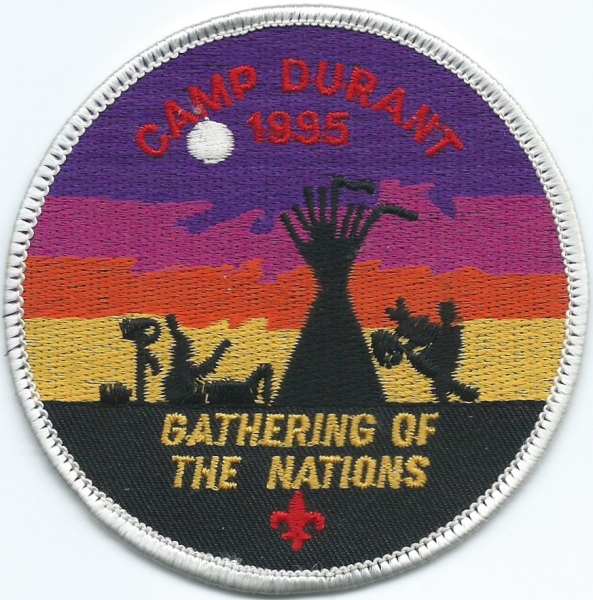 CAMP DURANT
1995
GATHERING OF
THE NATIONS